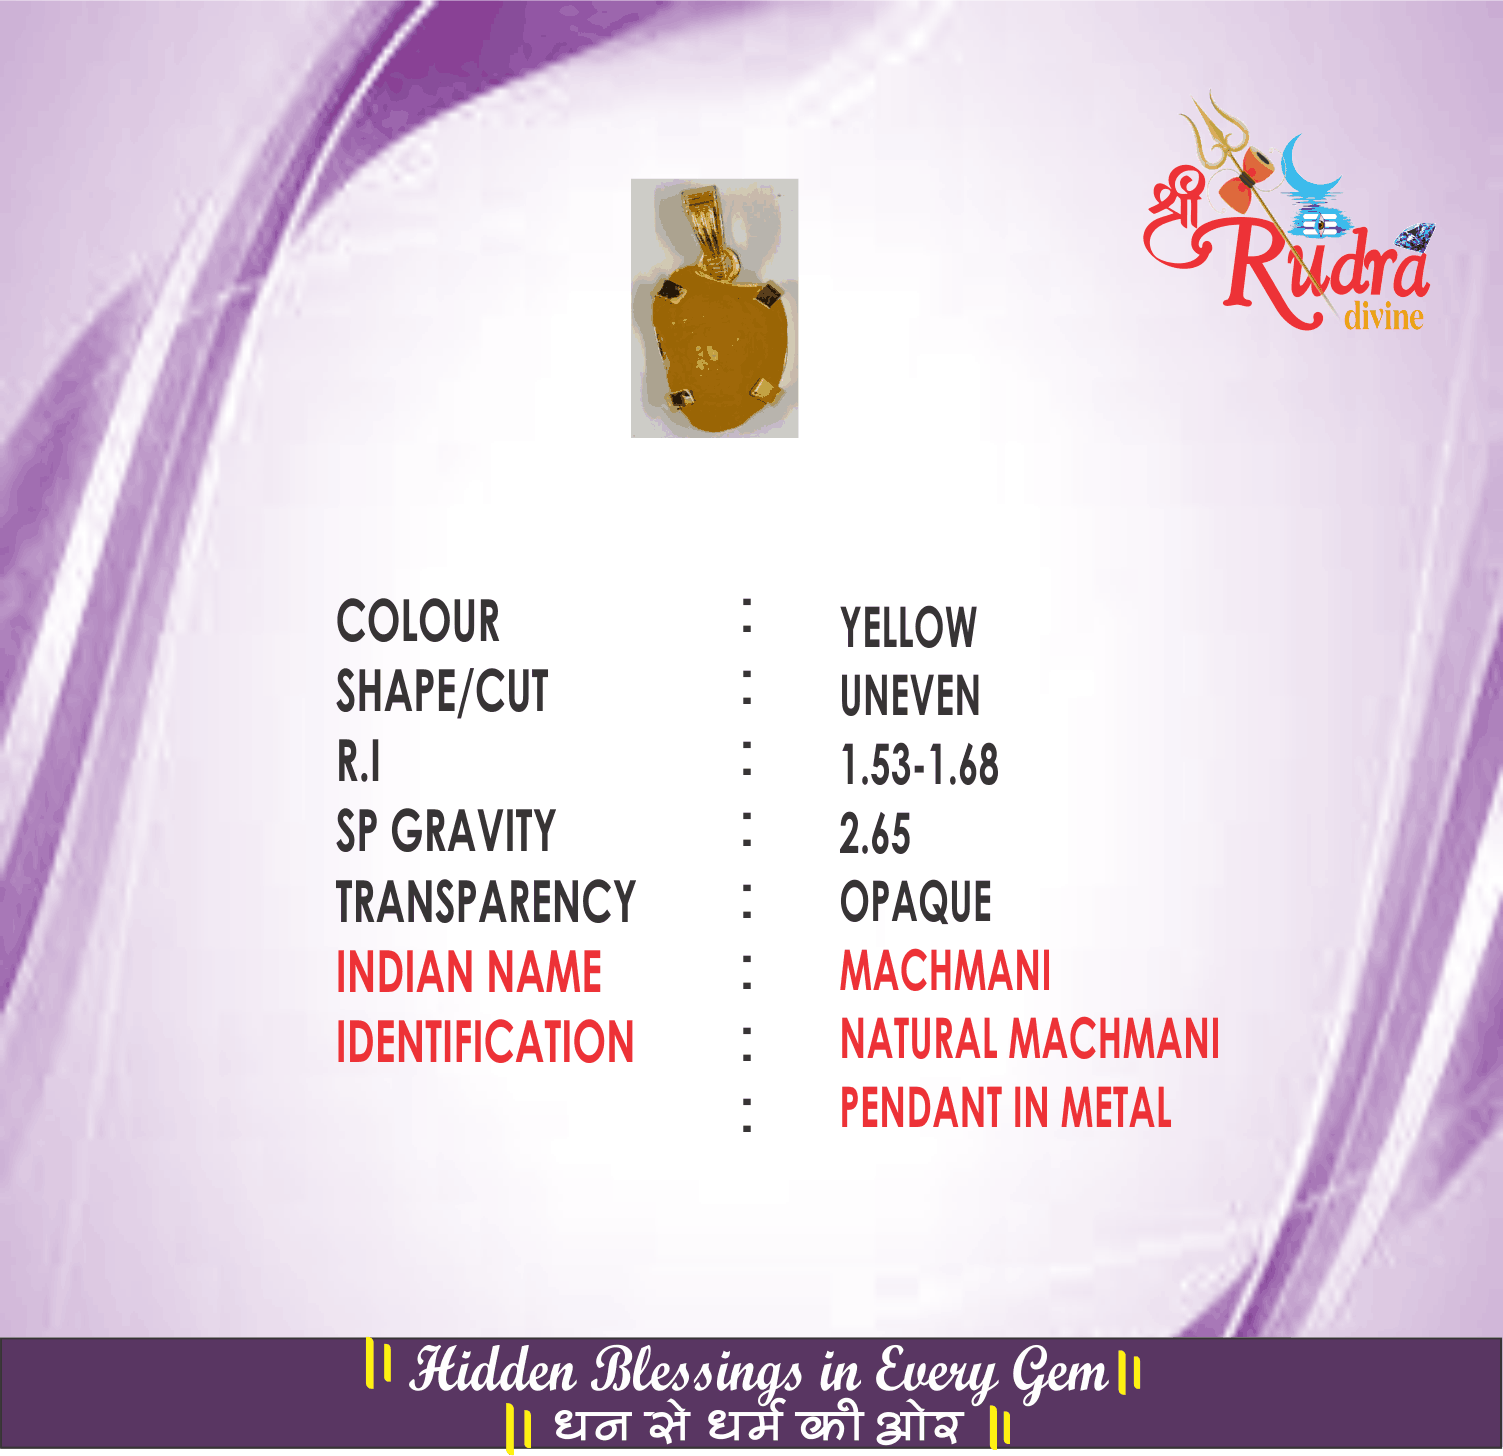 श्री
Rudra
divine
COLOUR : YELLOW
SHAPE/CUT : UNEVEN
R.I : 1.53-1.68
SP GRAVITY : 2.65
TRANSPARENCY : OPAQUE
INDIAN NAME : MACHMANI
IDENTIFICATION : NATURAL MACHMANI
: PENDANT IN METAL
|| Hidden Blessings in Every Gem ||
|| धन से धर्म की ओर ||